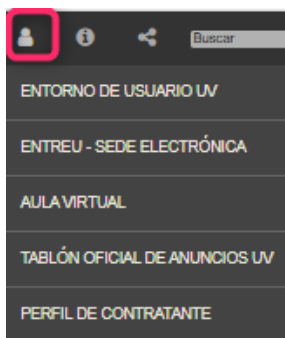 Buscar
ENTORNO DE USUARIO UV
ENTREU - SEDE ELECTRÓNICA
AULA VIRTUAL
TABLÓN OFICIAL DE ANUNCIOS UV
PERFIL DE CONTRATANTE